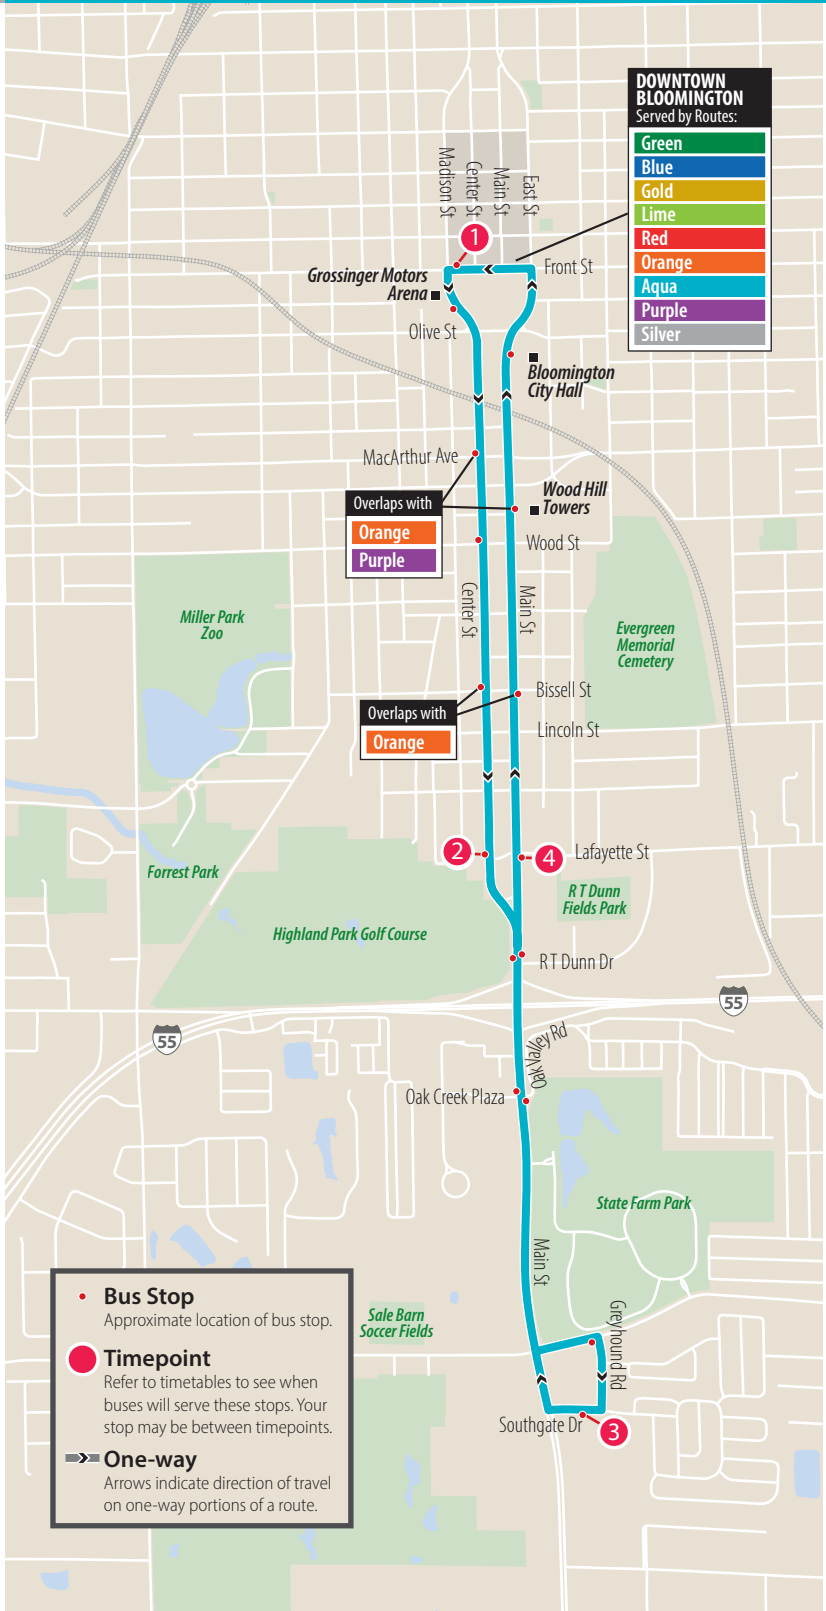 DOWNTOWN
BLOOMINGTON
Served by Routes:
Green
Blue
Gold
Lime
Red
Orange
Aqua
Purple
Silver
Madison St
Center St
Main St
East St
1
Front St
Grossinger Motors
Arena
Olive St
Bloomington
City Hall
MacArthur Ave
Overlaps with
Orange
Purple
Wood Hill
Towers
Wood St
Center St
Main St
Miller Park
Zoo
Evergreen
Memorial
Cemetery
Bissell St
Overlaps with
Orange
Lincoln St
2
4
Lafayette St
Forrest Park
R T Dunn
Fields Park
Highland Park Golf Course
R T Dunn Dr
55
55
Oak Valley Rd
Oak Creek Plaza
State Farm Park
Main St
Greyhound Rd
Sale Barn
Soccer Fields
Southgate Dr
3
Bus Stop
Approximate location of bus stop.
Timepoint
Refer to timetables to see when
buses will serve these stops. Your
stop may be between timepoints.
One-way
Arrows indicate direction of travel
on one-way portions of a route.